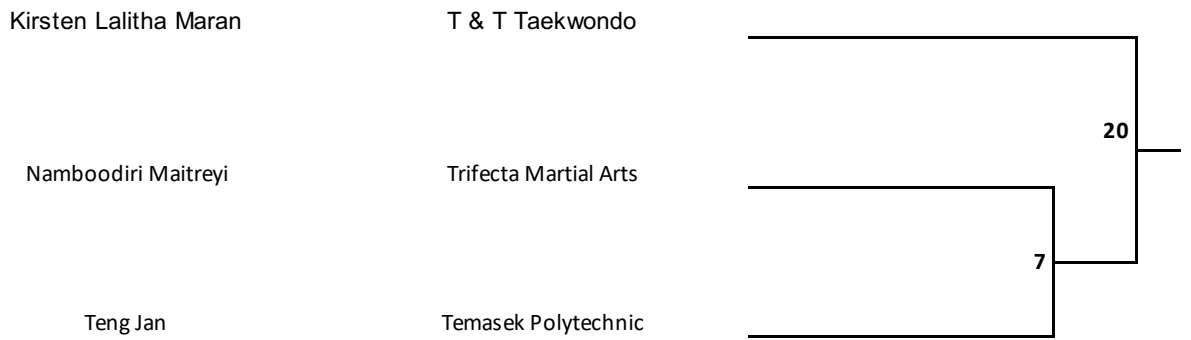 Kirsten Lalitha Maran T & T Taekwondo
20
Namboodiri Maitreyi Trifecta Martial Arts
7
Teng Jan Temasek Polytechnic